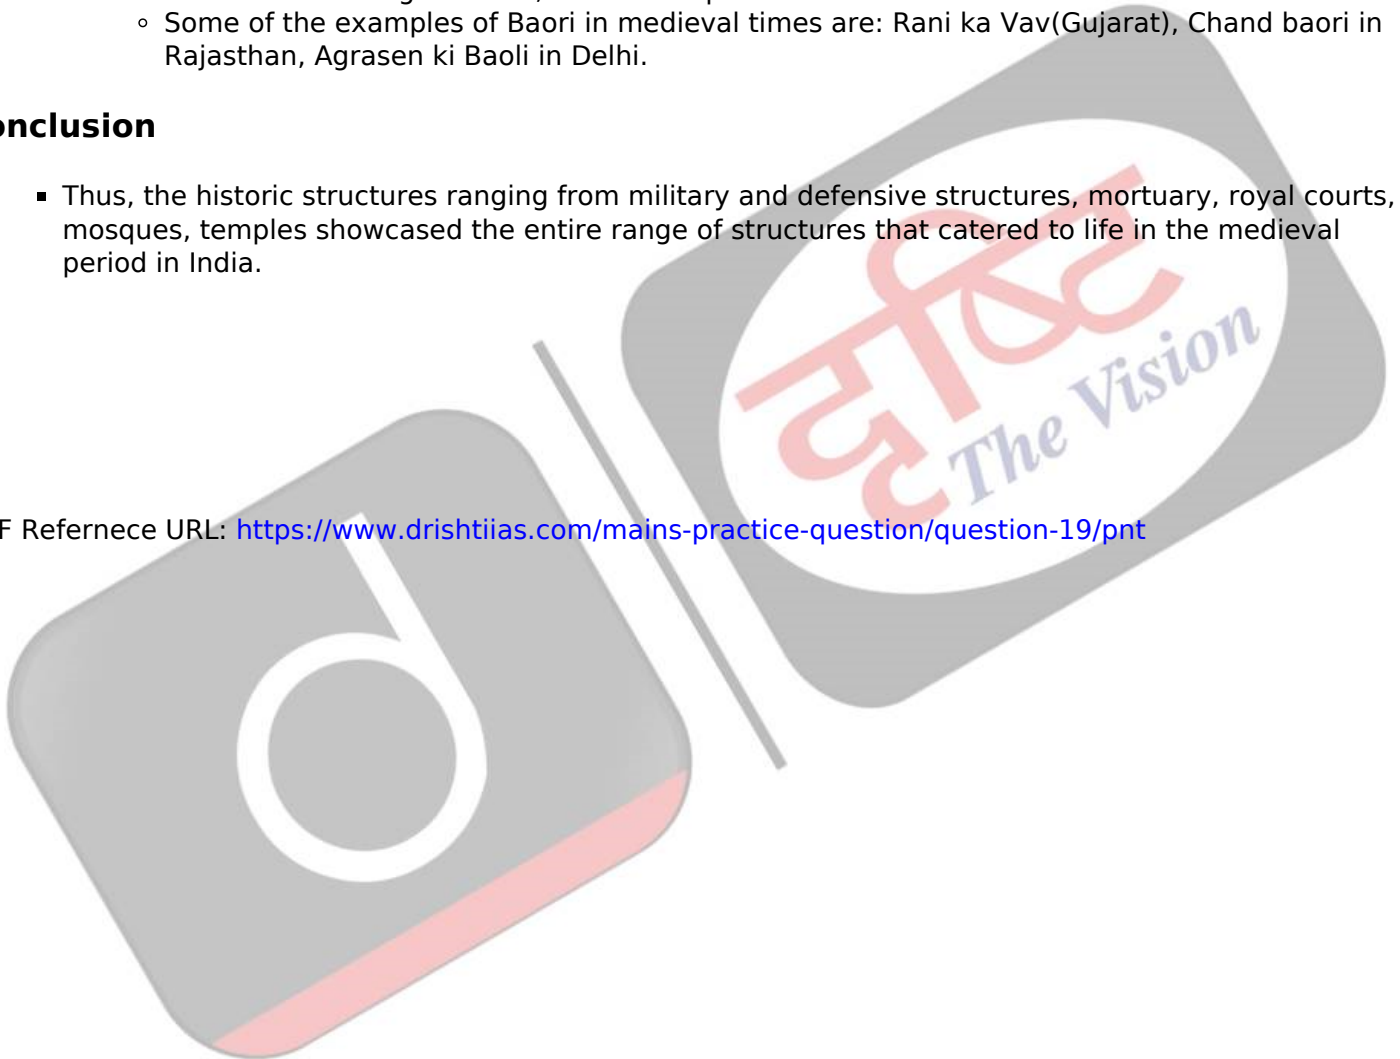 Some of the examples of Baori in medieval times are: Rani ka Vav(Gujarat), Chand baori in
Rajasthan, Agrasen ki Baoli in Delhi.
onclusion
Thus, the historic structures ranging from military and defensive structures, mortuary, royal courts,
mosques, temples showcased the entire range of structures that catered to life in the medieval
period in India.
दृष्टि
The Vision
F Refernece URL: https://www.drishtiias.com/mains-practice-question/question-19/pnt